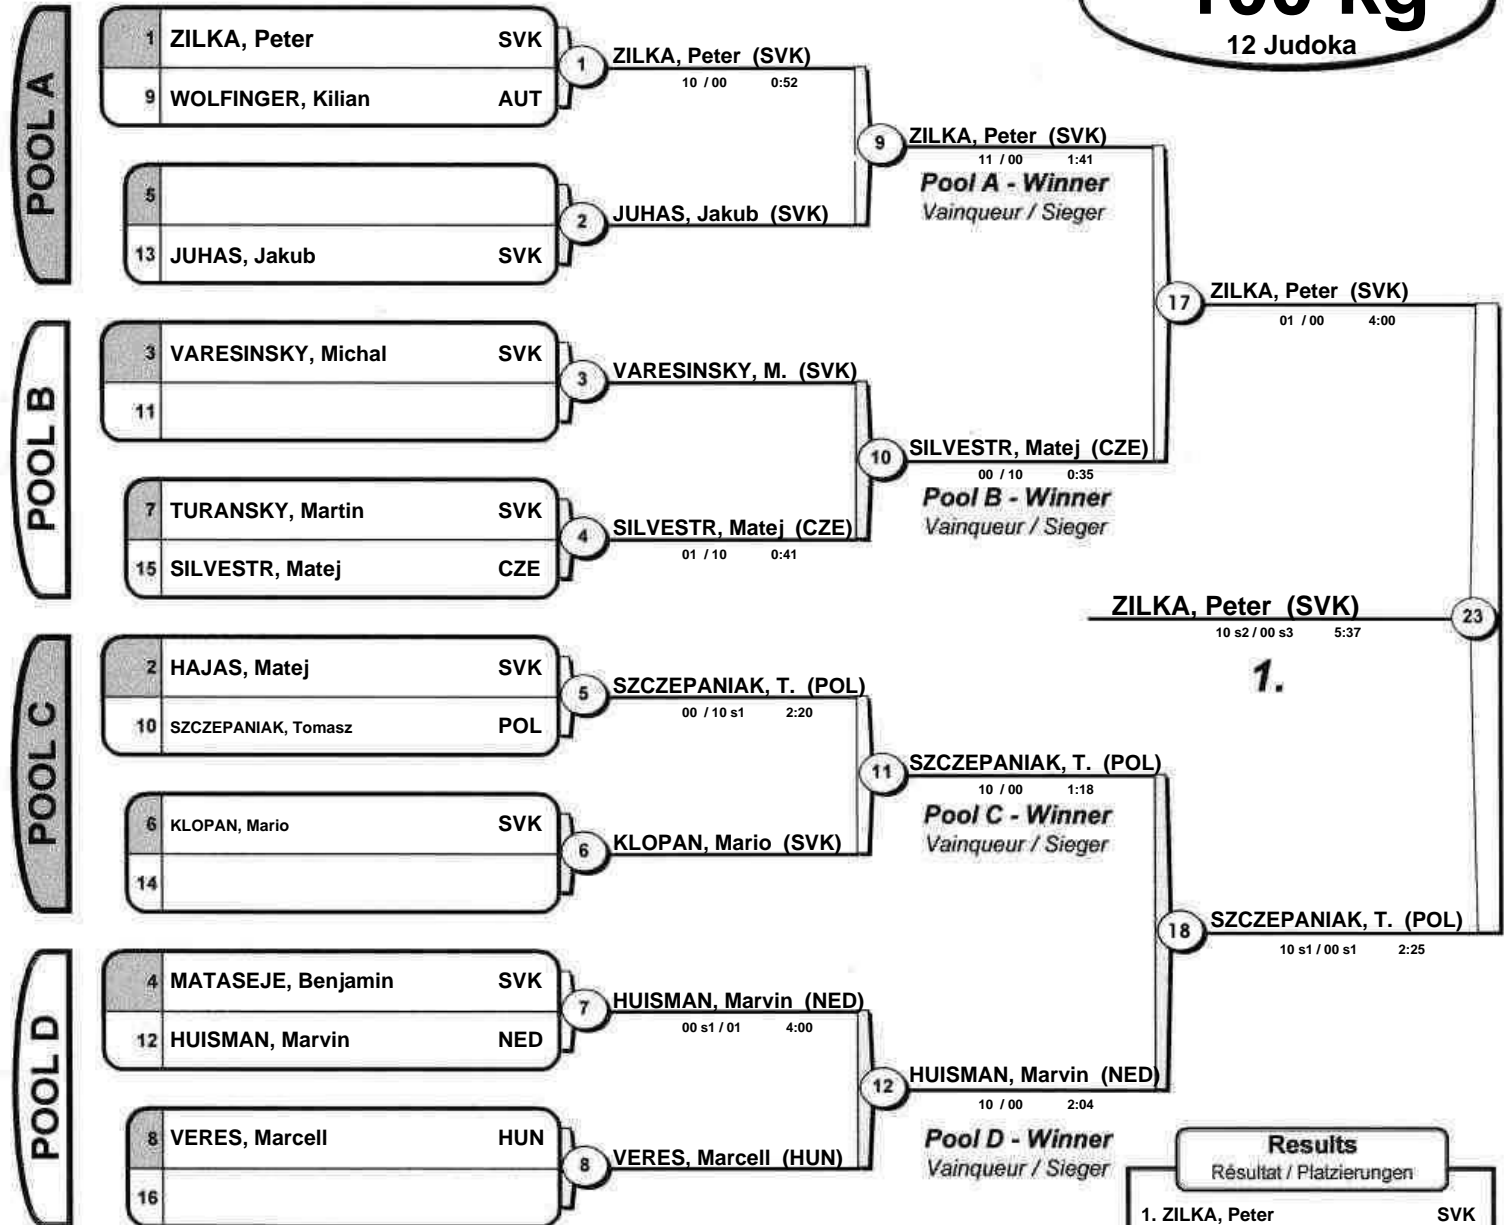 100 kg
12 Judoka
POOL A
1 ZILKA, Peter SVK
9 WOLFINGER, Kilian AUT
1
ZILKA, Peter (SVK)
10 / 00 0:52
5
13 JUHAS, Jakub SVK
2
JUHAS, Jakub (SVK)
9
ZILKA, Peter (SVK)
11 / 00 1:41
Pool A - Winner
Vainqueur / Sieger
POOL B
3 VARESINSKY, Michal SVK
11
3
VARESINSKY, M. (SVK)
7 TURANSKY, Martin SVK
15 SILVESTR, Matej CZE
4
SILVESTR, Matej (CZE)
01 / 10 0:41
10
SILVESTR, Matej (CZE)
00 / 10 0:35
Pool B - Winner
Vainqueur / Sieger
17
ZILKA, Peter (SVK)
01 / 00 4:00
POOL C
2 HAJAS, Matej SVK
10 SZCZEPANIAK, Tomasz POL
5
SZCZEPANIAK, T. (POL)
00 / 10 s1 2:20
6 KLOPAN, Mario SVK
14
6
KLOPAN, Mario (SVK)
11
SZCZEPANIAK, T. (POL)
10 / 00 1:18
Pool C - Winner
Vainqueur / Sieger
POOL D
4 MATASEJE, Benjamin SVK
12 HUISMAN, Marvin NED
7
HUISMAN, Marvin (NED)
00 s1 / 01 4:00
8 VERES, Marcell HUN
16
8
VERES, Marcell (HUN)
12
HUISMAN, Marvin (NED)
10 / 00 2:04
Pool D - Winner
Vainqueur / Sieger
18
SZCZEPANIAK, T. (POL)
10 s1 / 00 s1 2:25
23
ZILKA, Peter (SVK)
10 s2 / 00 s3 5:37
1.
Results
Résultat / Platzierungen
1. ZILKA, Peter SVK